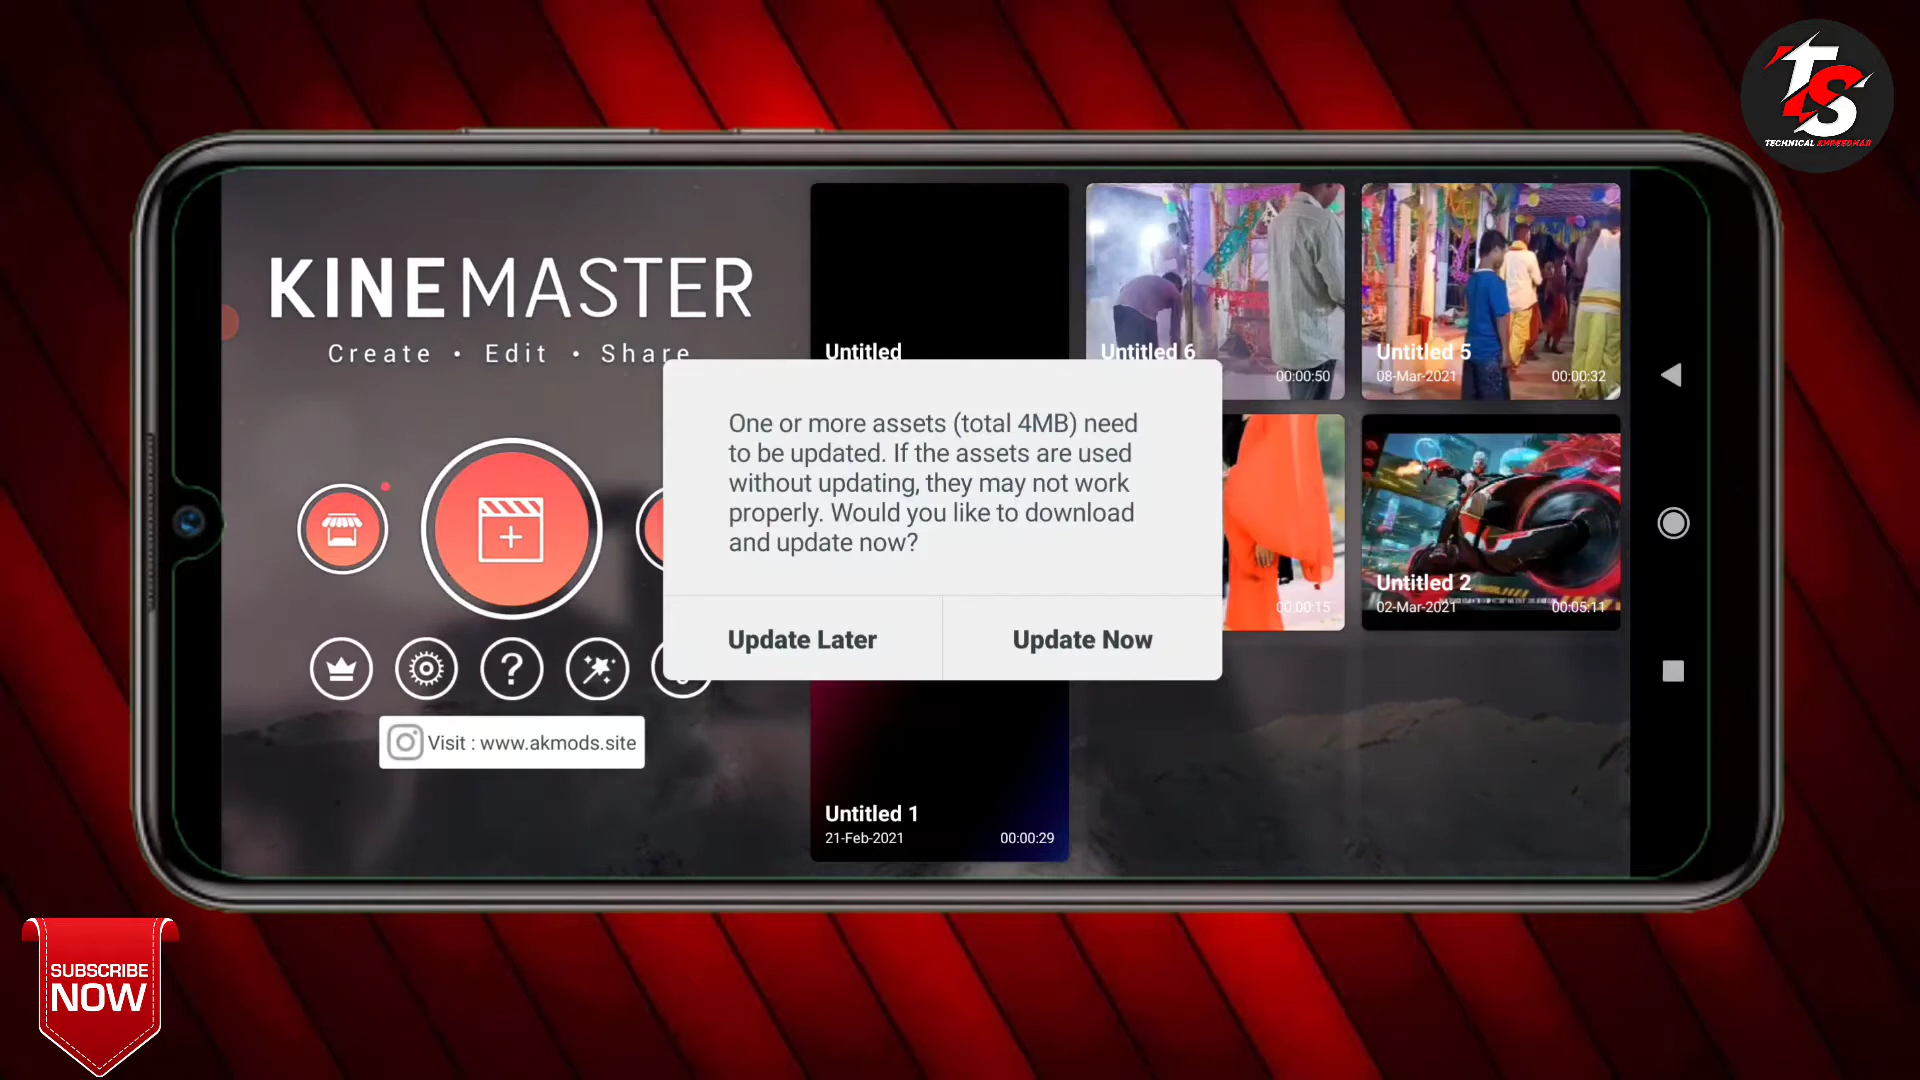 TS
TECHNICAL SHREEDHAR
KINEMASTER
Create • Edit • Share
Visit : www.akmods.site
Untitled
Untitled 6
00:00:50
Untitled 5
08-Mar-2021
00:00:32
One or more assets (total 4MB) need
to be updated. If the assets are used
without updating, they may not work
properly. Would you like to download
and update now?
Update Later
Update Now
00:00:15
Untitled 2
02-Mar-2021
00:05:11
Untitled 1
21-Feb-2021
00:00:29
SUBSCRIBE
NOW